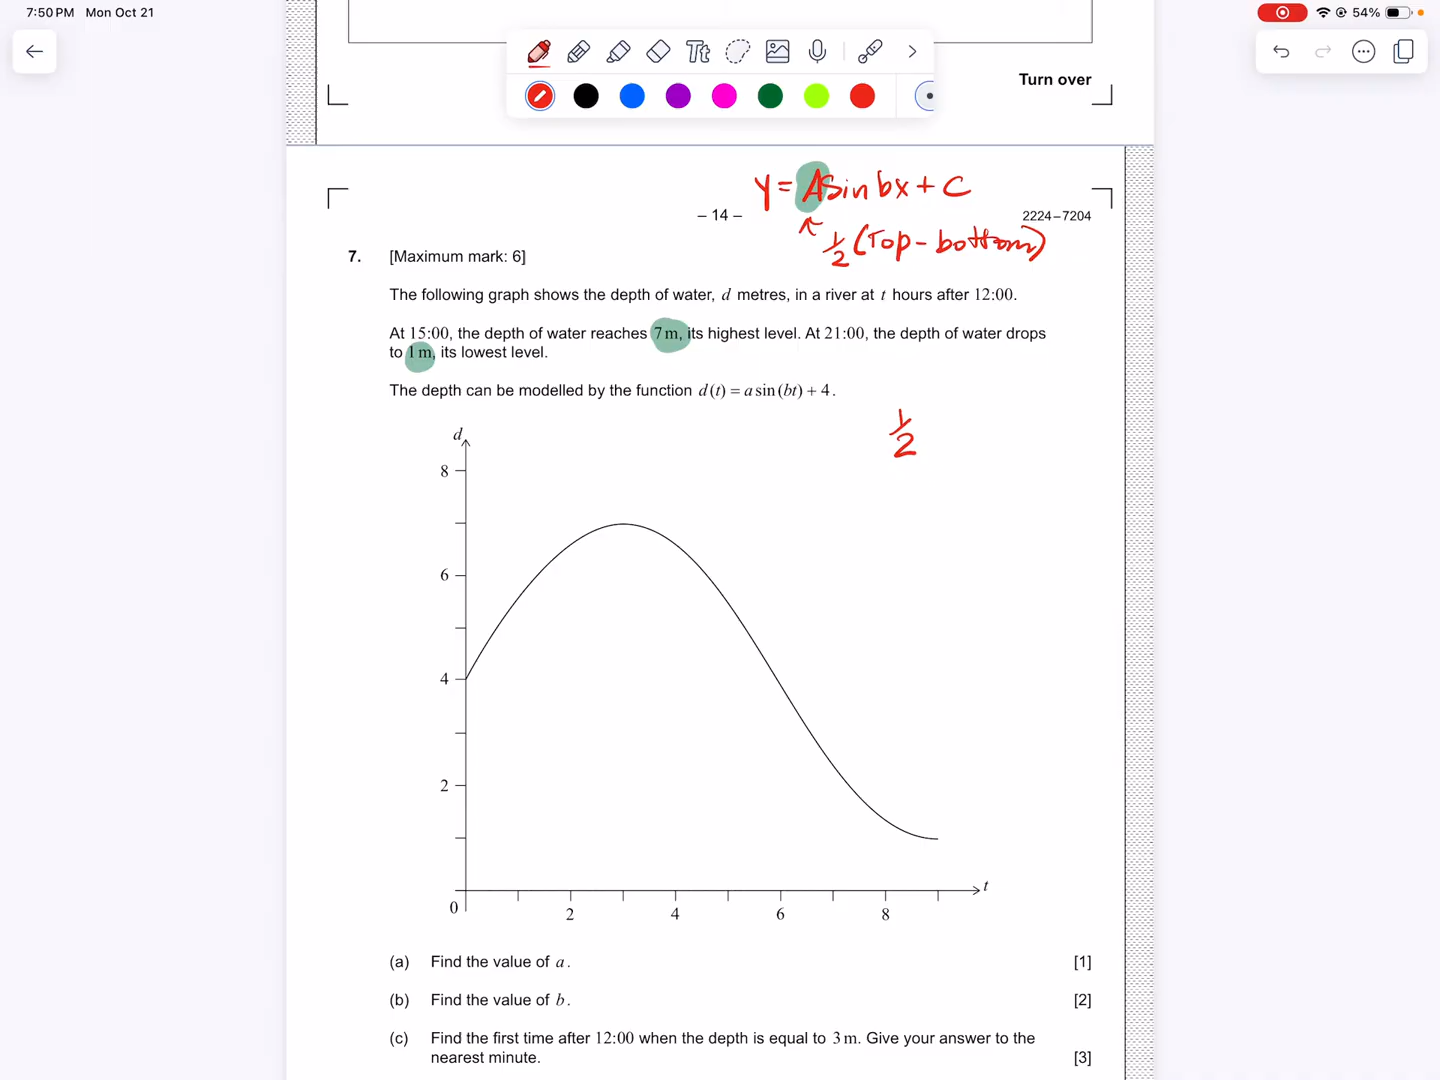 7:50 PM Mon Oct 21
54%
Tt
Turn over
y = A sin bx + C
– 14 –
2224–7204
½ (Top - bottom)
7. [Maximum mark: 6]
The following graph shows the depth of water, d metres, in a river at t hours after 12:00.
At 15:00, the depth of water reaches 7 m, its highest level. At 21:00, the depth of water drops
to 1 m, its lowest level.
The depth can be modelled by the function d(t) = a sin(bt) + 4.
½
d
8
6
4
2
0
2 4 6 8
t
(a) Find the value of a. [1]
(b) Find the value of b. [2]
(c) Find the first time after 12:00 when the depth is equal to 3 m. Give your answer to the
nearest minute. [3]